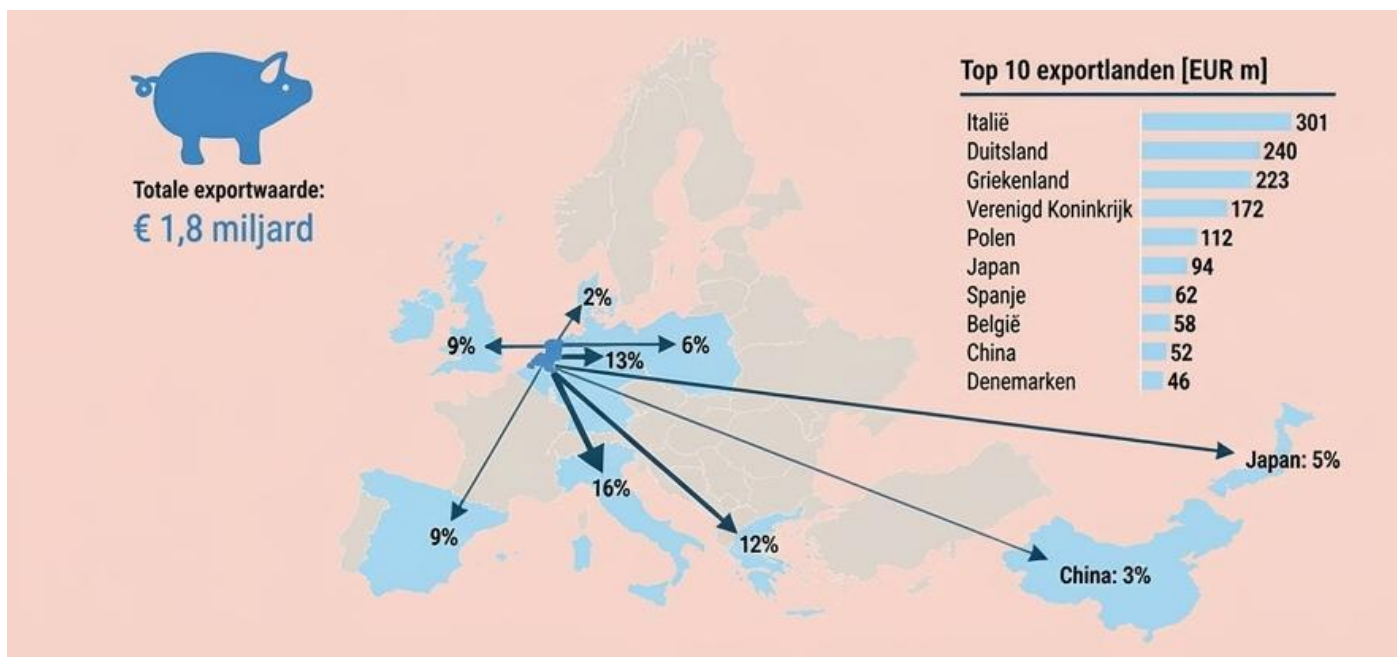 Totale exportwaarde:
€ 1,8 miljard
Top 10 exportlanden [EUR m]
Italië 301
Duitsland 240
Griekenland 223
Verenigd Koninkrijk 172
Polen 112
Japan 94
Spanje 62
België 58
China 52
Denemarken 46
2%
9%
6%
13%
16%
9%
12%
Japan: 5%
China: 3%